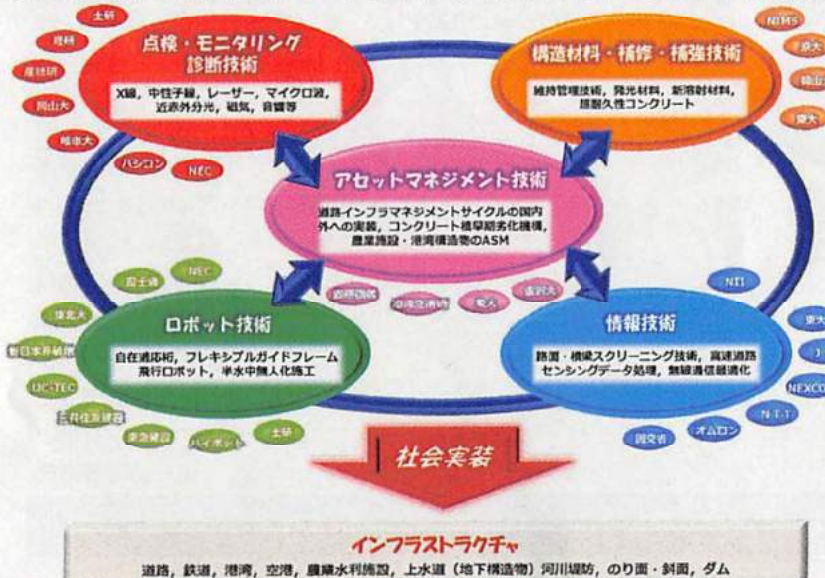 点検・モニタリング
診断技術
X線, 中性子線, レーザー, マイクロ波,
近赤外分光, 磁気, 音響等
土研
理研
産総研
岡山大
岐阜大
パシコン
NEC
構造材料・補修・補強技術
維持管理技術, 発光材料, 新溶射材料,
超耐久性コンクリート
NIMS
東大
アセットマネジメント技術
道路インフラマネジメントサイクルの国内
外への実装, コンクリート橋早期劣化機構,
農業施設・港湾構造物のASM
ロボット技術
自在適応桁, フレキシブルガイドフレーム
飛行ロボット, 半水中無人化施工
富士通
NEC
東北大
新日本非破壊
UC-TEC
三井住友建設
東急建設
ハイボット
土研
情報技術
路面・橋梁スクリーニング技術, 高速道路
センシングデータ処理, 無線通信最適化
NII
東大
J
NEXCO
N-T-T
オムロン
国交省
社会実装
インフラストラクチャ
道路, 鉄道, 港湾, 空港, 農業水利施設, 上水道（地下構造物）河川堤防, のり面・斜面, ダム